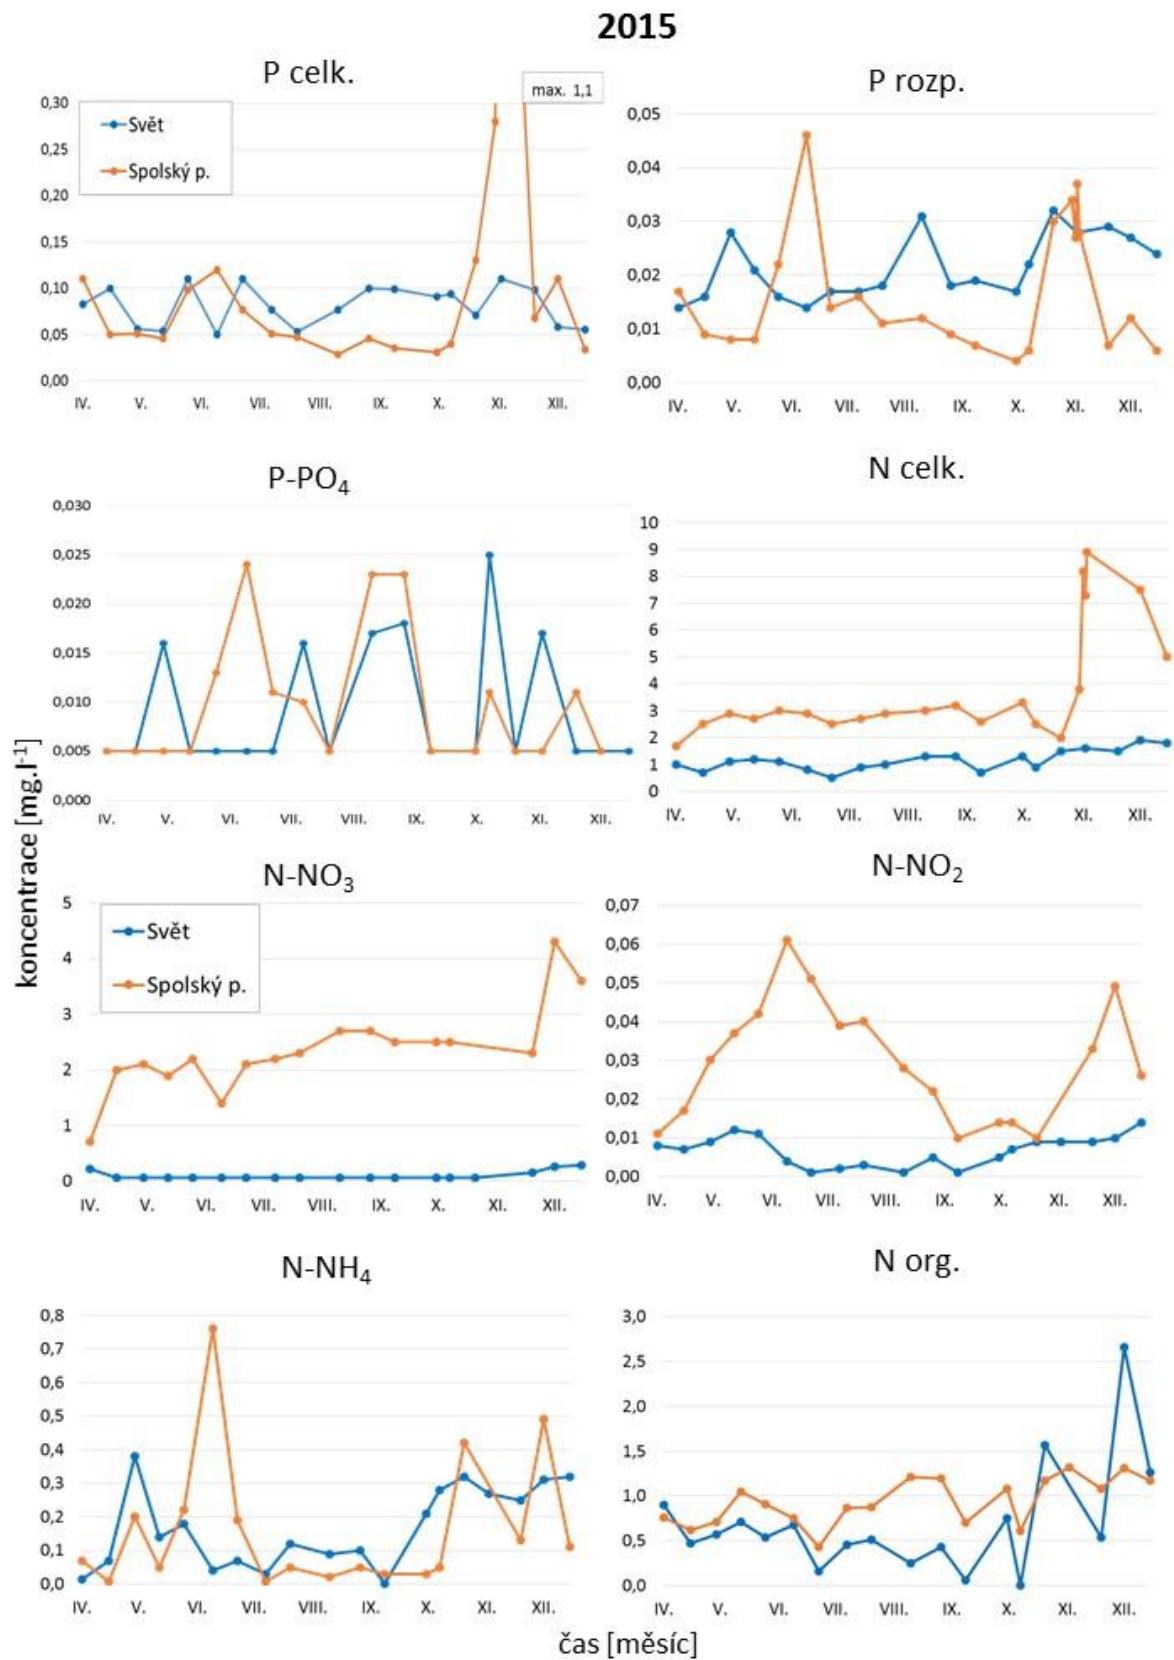 2015
P celk.
max. 1,1
0,30
0,25
0,20
0,15
0,10
0,05
0,00
Svět
Spolský p.
IV. V. VI. VII. VIII. IX. X. XI. XII.
P rozp.
0,05
0,04
0,03
0,02
0,01
0,00
IV. V. VI. VII. VIII. IX. X. XI. XII.
P-PO4
0,030
0,025
0,020
0,015
0,010
0,005
0,000
IV. V. VI. VII. VIII. IX. X. XI. XII.
N celk.
10
9
8
7
6
5
4
3
2
1
0
IV. V. VI. VII. VIII. IX. X. XI. XII.
koncentrace [mg.l-1]
N-NO3
5
4
3
2
1
0
Svět
Spolský p.
IV. V. VI. VII. VIII. IX. X. XI. XII.
N-NO2
0,07
0,06
0,05
0,04
0,03
0,02
0,01
0,00
IV. V. VI. VII. VIII. IX. X. XI. XII.
N-NH4
0,8
0,7
0,6
0,5
0,4
0,3
0,2
0,1
0,0
IV. V. VI. VII. VIII. IX. X. XI. XII.
N org.
3,0
2,5
2,0
1,5
1,0
0,5
0,0
IV. V. VI. VII. VIII. IX. X. XI. XII.
čas [měsíc]